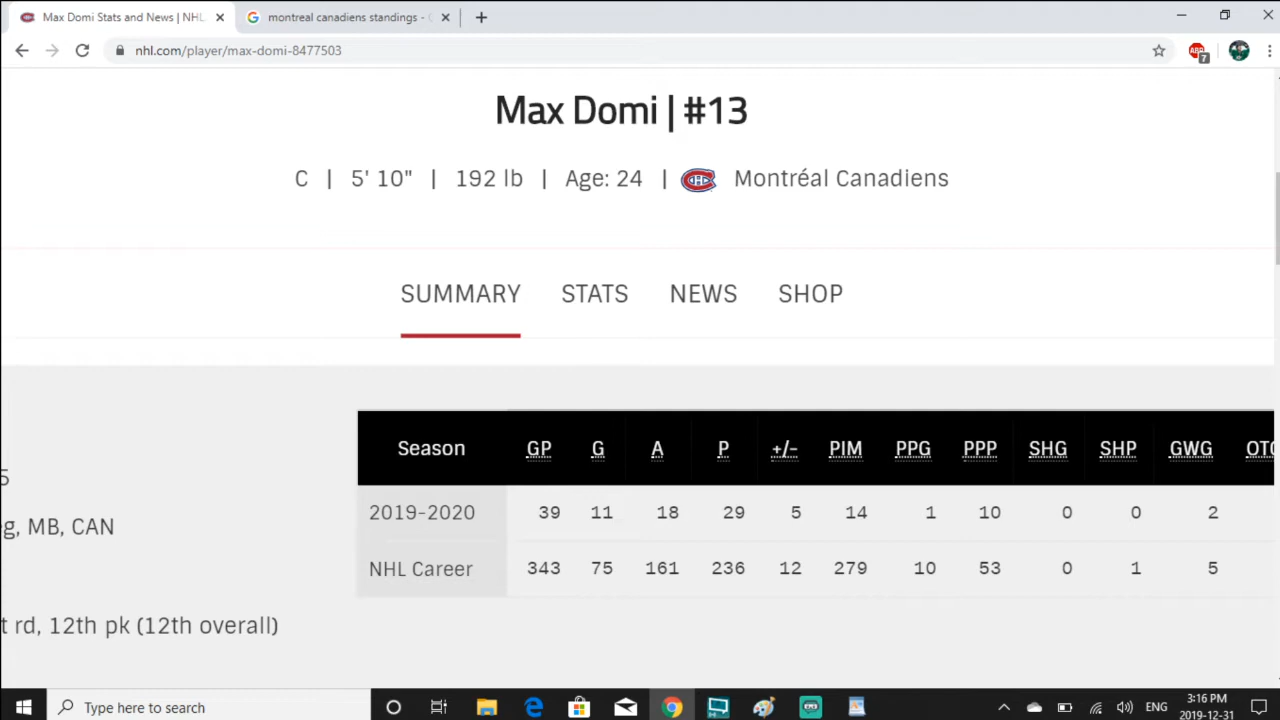 Max Domi Stats and News | NHL
montreal canadiens standings -
nhl.com/player/max-domi-8477503
ABP
7
Max Domi | #13
C | 5' 10" | 192 lb | Age: 24 | Montréal Canadiens
SUMMARY STATS NEWS SHOP
Season GP G A P +/- PIM PPG PPP SHG SHP GWG OTG
5
2019-2020 39 11 18 29 5 14 1 10 0 0 2
g, MB, CAN
NHL Career 343 75 161 236 12 279 10 53 0 1 5
t rd, 12th pk (12th overall)
Type here to search
ENG
3:16 PM
2019-12-31